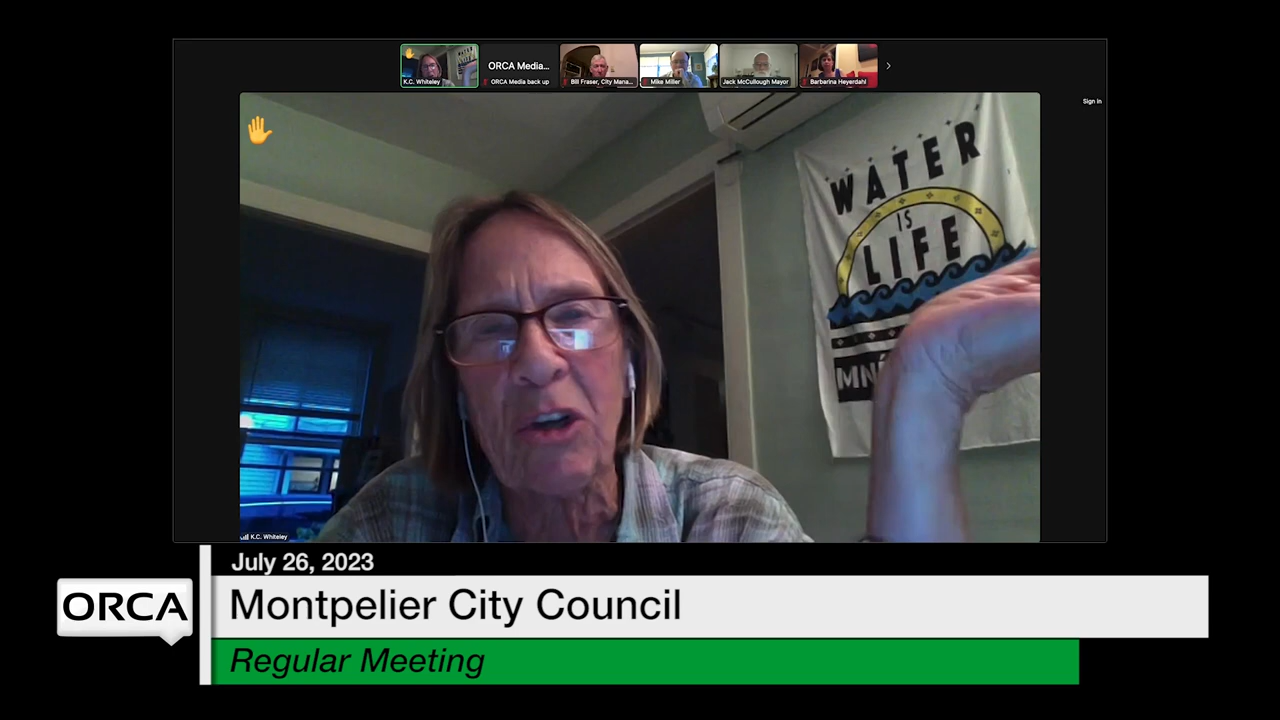 ORCA Media...
K.C. Whiteley
ORCA Media back up
Bill Fraser, City Mana...
Mike Miller
Jack McCullough Mayor
Barbarina Heyerdahl
Sign in
WATER
IS
LIFE
K.C. Whiteley
July 26, 2023
ORCA
Montpelier City Council
Regular Meeting